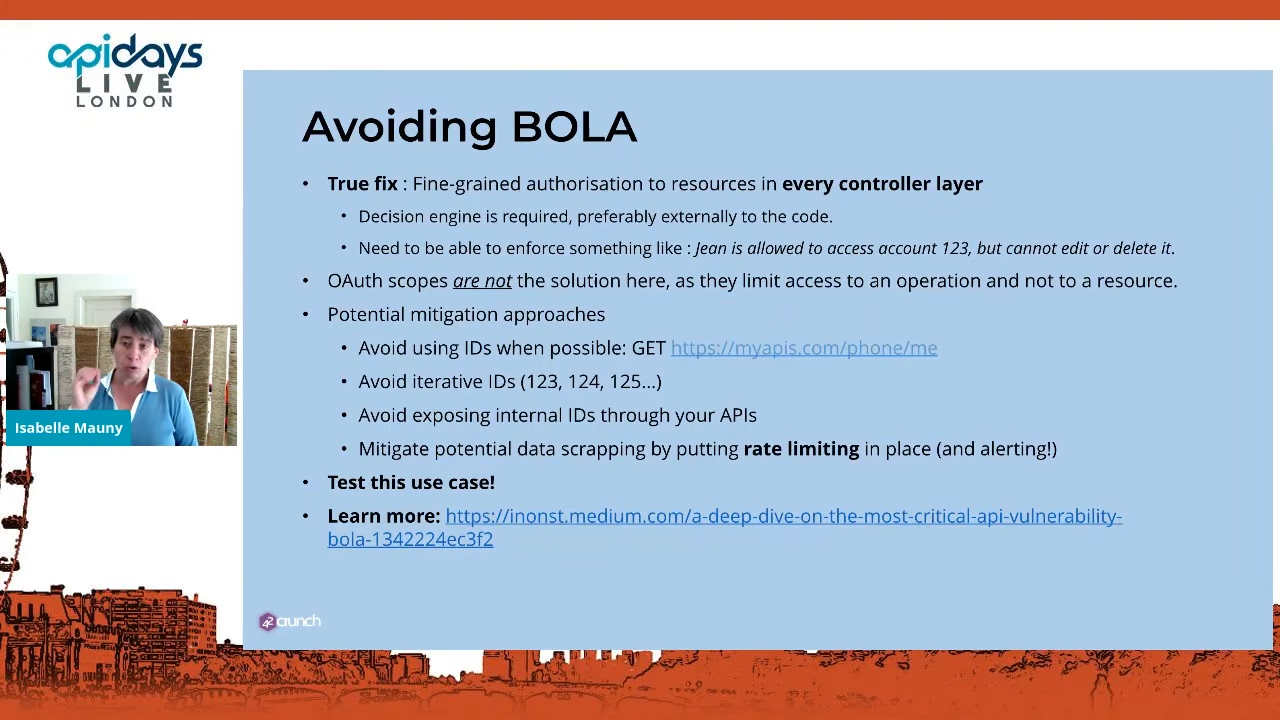 apidays
LIVE
LONDON
Avoiding BOLA
• True fix : Fine-grained authorisation to resources in every controller layer
• Decision engine is required, preferably externally to the code.
• Need to be able to enforce something like : Jean is allowed to access account 123, but cannot edit or delete it.
• OAuth scopes are not the solution here, as they limit access to an operation and not to a resource.
• Potential mitigation approaches
• Avoid using IDs when possible: GET https://myapis.com/phone/me
• Avoid iterative IDs (123, 124, 125…)
• Avoid exposing internal IDs through your APIs
• Mitigate potential data scrapping by putting rate limiting in place (and alerting!)
• Test this use case!
• Learn more: https://inonst.medium.com/a-deep-dive-on-the-most-critical-api-vulnerability-
bola-1342224ec3f2
Isabelle Mauny
42crunch